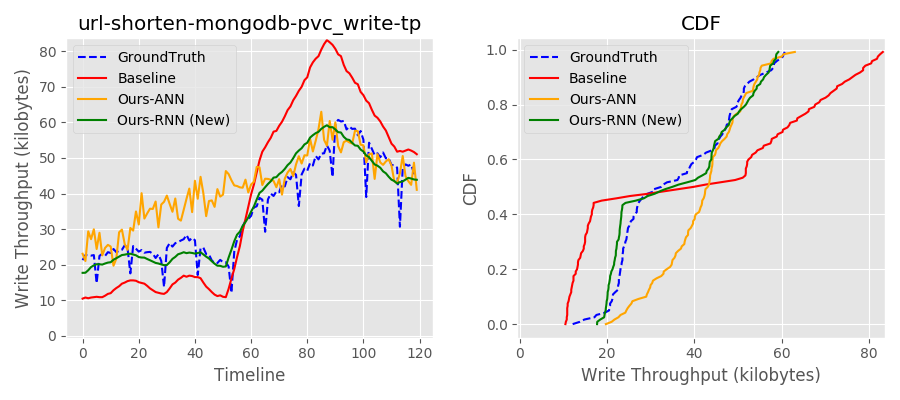 url-shorten-mongodb-pvc_write-tp
GroundTruth
Baseline
Ours-ANN
Ours-RNN (New)
Write Throughput (kilobytes)
80
70
60
50
40
30
20
10
0
0
20
40
60
80
100
120
Timeline
CDF
GroundTruth
Baseline
Ours-ANN
Ours-RNN (New)
CDF
1.0
0.8
0.6
0.4
0.2
0.0
0
20
40
60
80
Write Throughput (kilobytes)